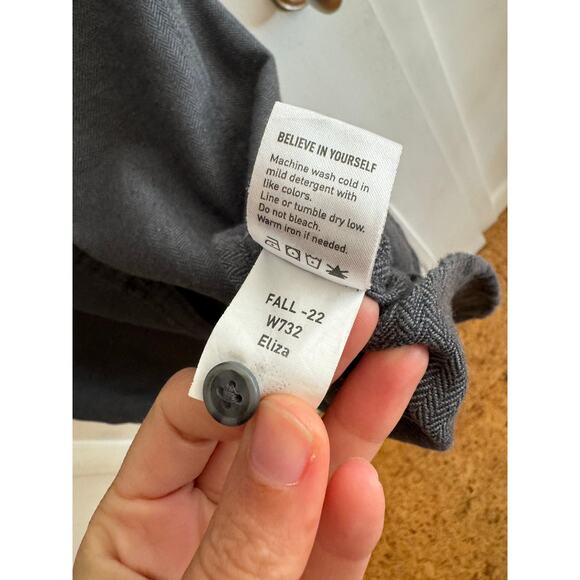 BELIEVE IN YOURSELF
Machine wash cold in
mild detergent with
like colors.
Line or tumble dry low.
Do not bleach.
Warm iron if needed.
FALL -22
W732
Eliza